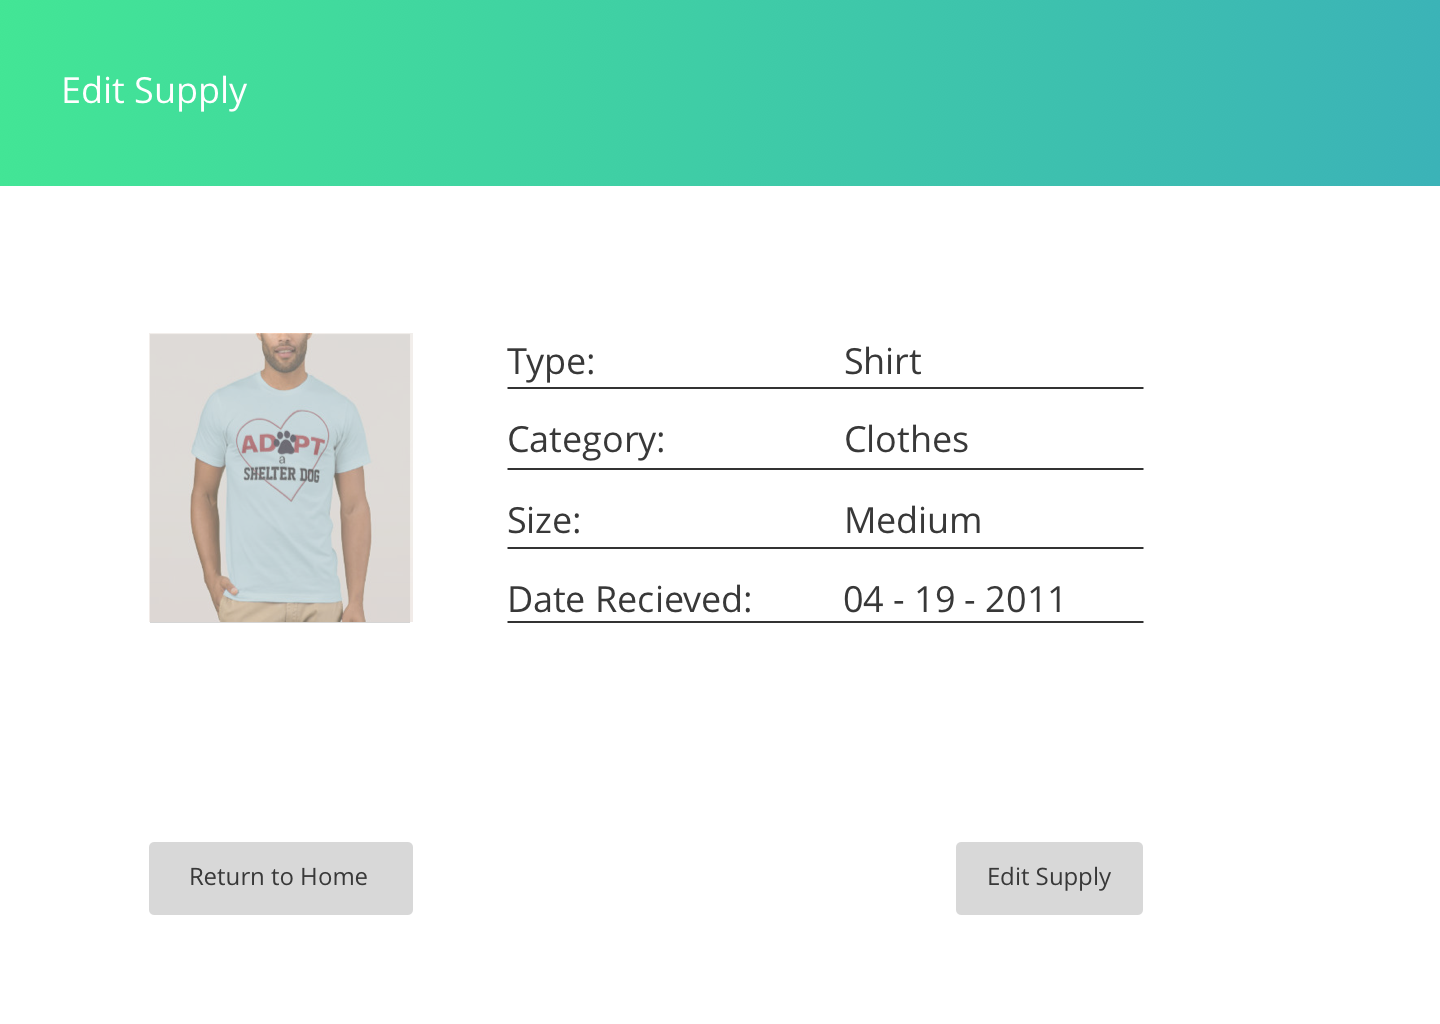 Edit Supply
Type: Shirt
Category: Clothes
Size: Medium
Date Recieved: 04 - 19 - 2011
ADPT
a
SHELTER DOG
Return to Home
Edit Supply